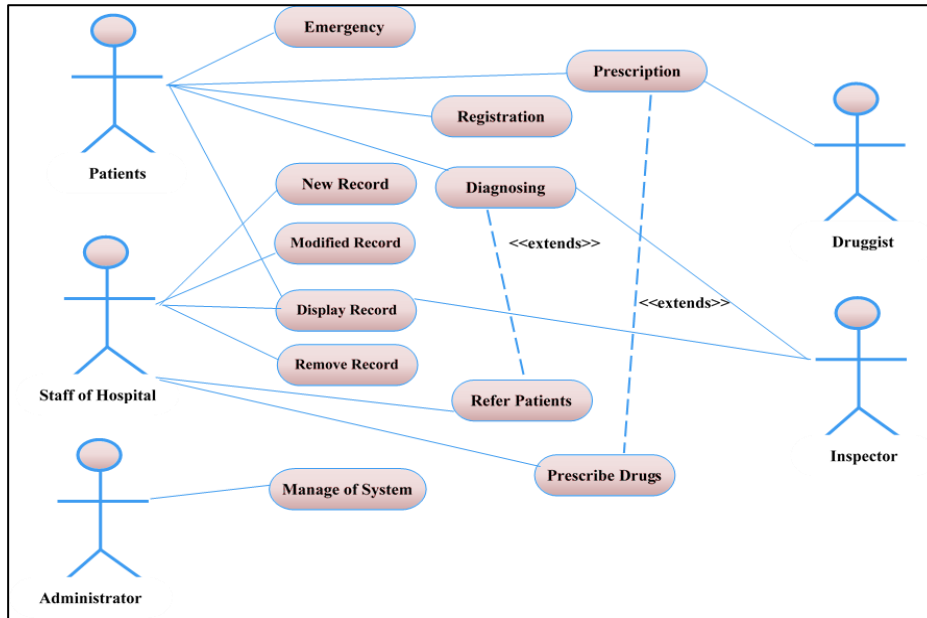 Emergency
Prescription
Registration
Patients
New Record
Diagnosing
Modified Record
<<extends>>
Druggist
Display Record
<<extends>>
Remove Record
Staff of Hospital
Refer Patients
Inspector
Prescribe Drugs
Manage of System
Administrator